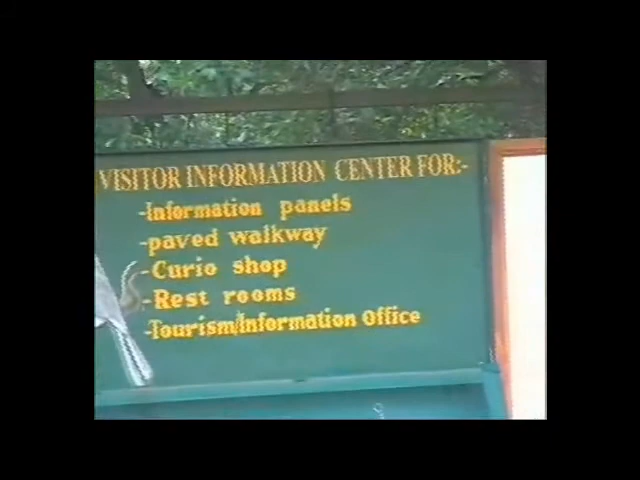 VISITOR INFORMATION CENTER FOR:-
-Information panels
-paved walkway
-Curio shop
-Rest rooms
-Tourism/Information Office